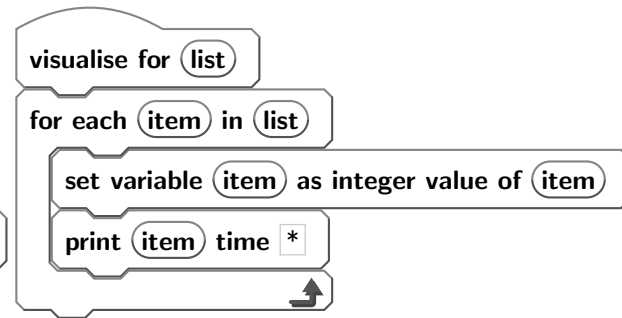 visualise for list
for each item in list
set variable item as integer value of item
print item time *